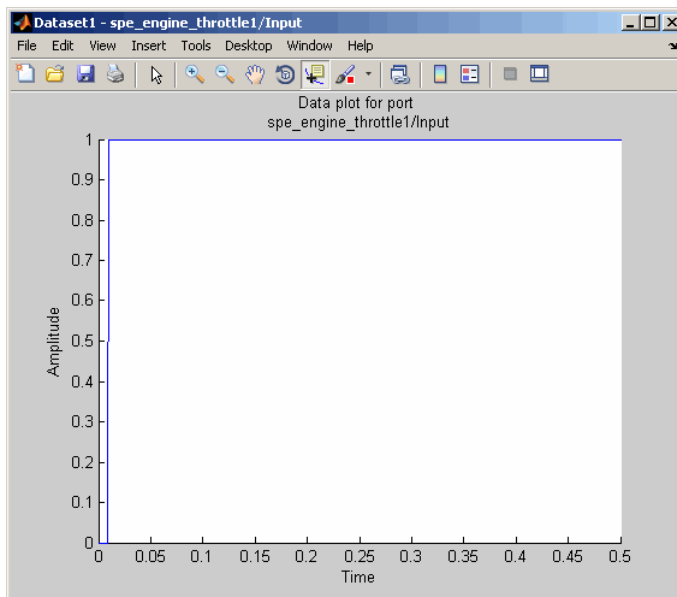 Dataset1 - spe_engine_throttle1/Input
File Edit View Insert Tools Desktop Window Help
Data plot for port
spe_engine_throttle1/Input
1
0.9
0.8
0.7
0.6
0.5
0.4
0.3
0.2
0.1
0
Amplitude
0 0.05 0.1 0.15 0.2 0.25 0.3 0.35 0.4 0.45 0.5
Time